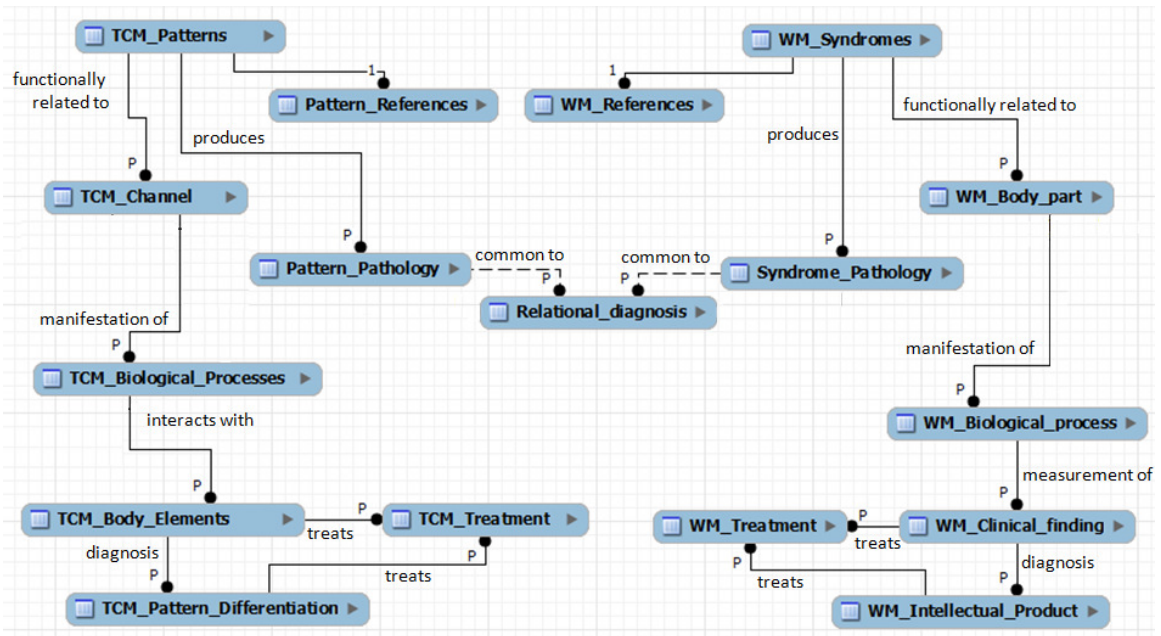 TCM_Patterns
WM_Syndromes
functionally
related to
1
Pattern_References
1
WM_References
functionally related to
produces
produces
P
TCM_Channel
P
WM_Body_part
P
Pattern_Pathology
common to
P
common to
P
P
Syndrome_Pathology
Relational_diagnosis
manifestation of
P
TCM_Biological_Processes
manifestation of
P
interacts with
WM_Biological_process
measurement of
P
P
TCM_Body_Elements
P
treats
TCM_Treatment
WM_Treatment
P
treats
WM_Clinical_finding
diagnosis
P
P
treats
P
treats
diagnosis
P
TCM_Pattern_Differentiation
WM_Intellectual_Product